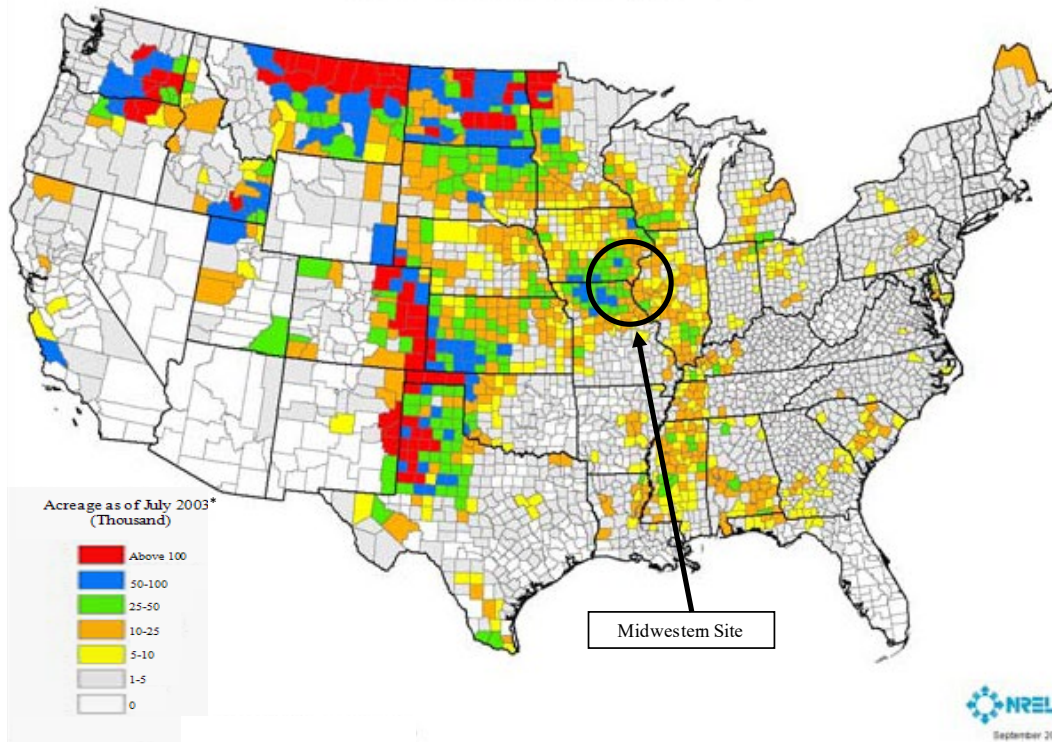 Acreage as of July 2003*
(Thousand)
Above 100
50-100
25-50
10-25
5-10
1-5
0
Midwestern Site
NREL
September